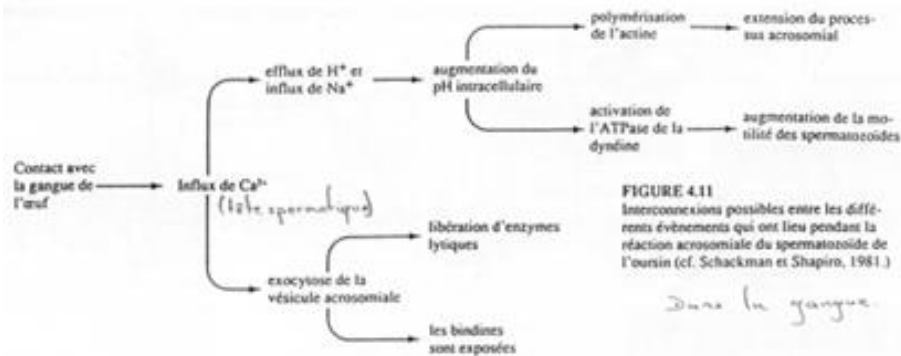 polymérisation
de l'actine
extension du proces-
sus acrosomial
efflux de H⁺ et
influx de Na⁺
augmentation du
pH intracellulaire
activation de
l'ATPase de la
dynéine
augmentation de la mo-
tilité des spermatozoïdes
Contact avec
la gangue de
l'œuf
Influx de Ca²⁺
(tête spermatique)
libération d'enzymes
lytiques
exocytose de la
vésicule acrosomiale
les bindines
sont exposées
FIGURE 4.11
Interconnexions possibles entre les diffé-
rents évènements qui ont lieu pendant la
réaction acrosomiale du spermatozoïde de
l'oursin (cf. Schackman et Shapiro, 1981.)
Dans la gangue.